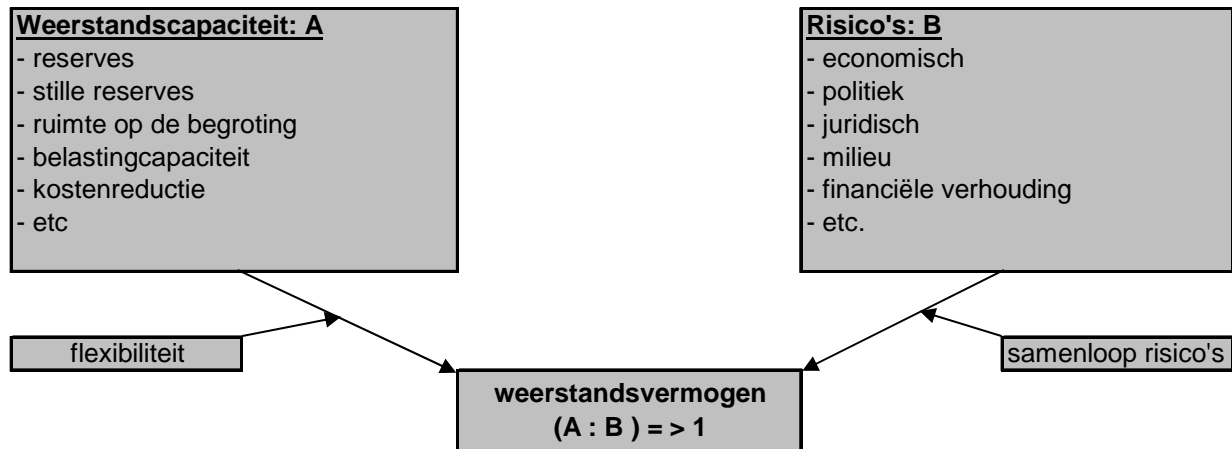 Weerstandscapaciteit: A
- reserves
- stille reserves
- ruimte op de begroting
- belastingcapaciteit
- kostenreductie
- etc
Risico's: B
- economisch
- politiek
- juridisch
- milieu
- financiële verhouding
- etc.
flexibiliteit
samenloop risico's
weerstandsvermogen
(A : B ) = > 1